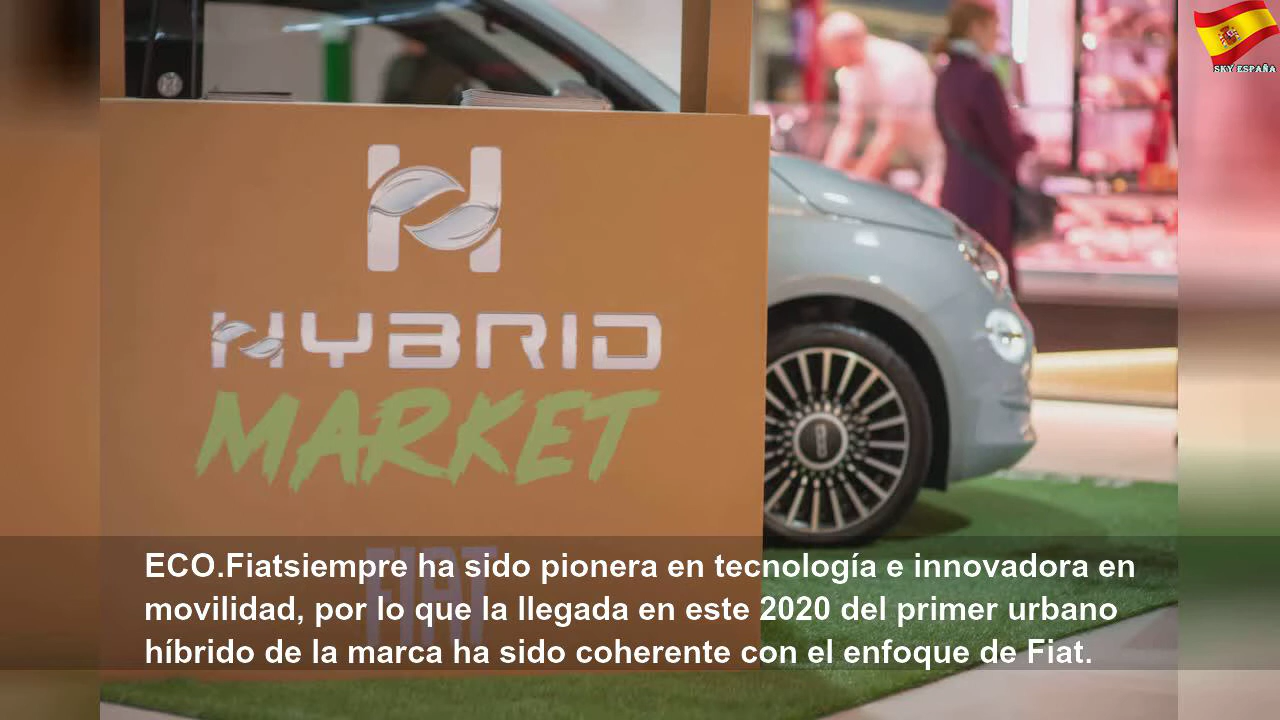 SKY ESPAÑA
H
HYBRID
MARKET
FIAT
ECO.Fiatsiempre ha sido pionera en tecnología e innovadora en
movilidad, por lo que la llegada en este 2020 del primer urbano
híbrido de la marca ha sido coherente con el enfoque de Fiat.